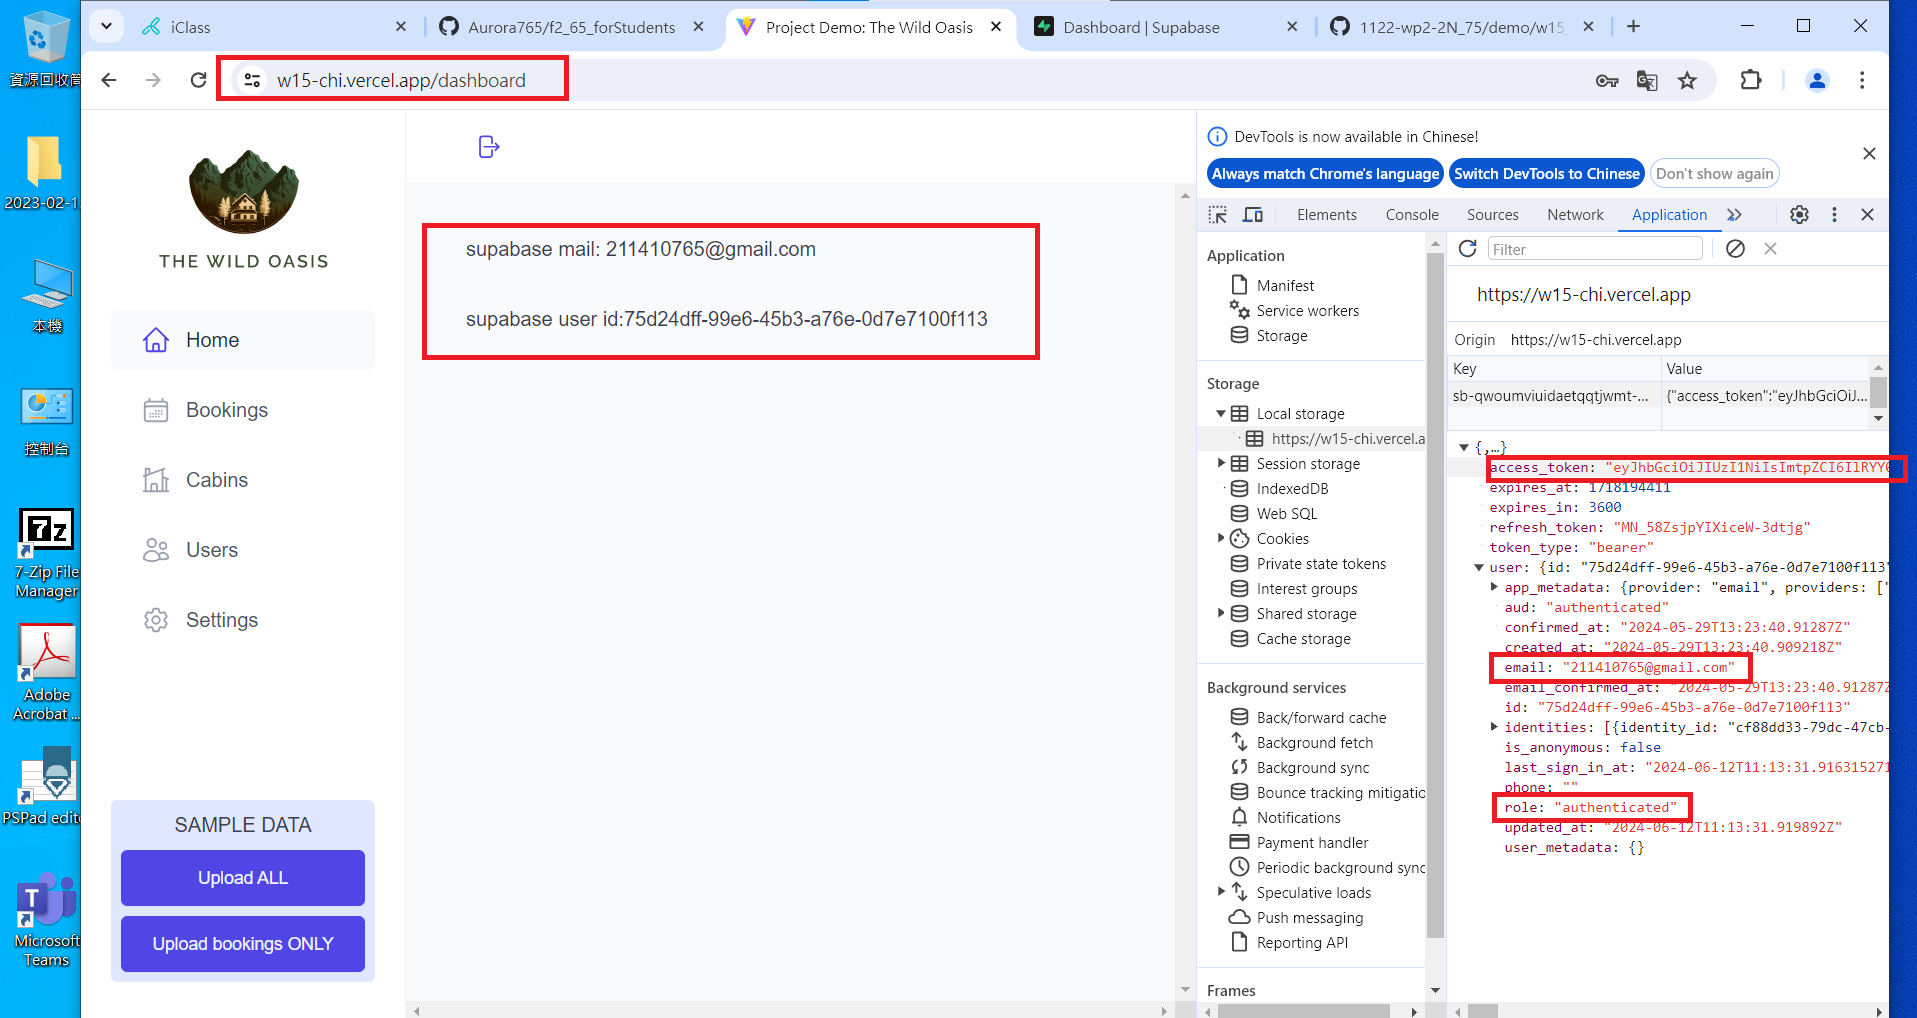 資源回收筒
2023-02-1
本機
控制台
7-Zip File
Manager
Adobe
Acrobat ...
PSPad edito
Microsoft
Teams
iClass
Aurora765/f2_65_forStudents
Project Demo: The Wild Oasis
Dashboard | Supabase
1122-wp2-2N_75/demo/w15
w15-chi.vercel.app/dashboard
THE WILD OASIS
Home
Bookings
Cabins
Users
Settings
SAMPLE DATA
Upload ALL
Upload bookings ONLY
supabase mail: 211410765@gmail.com
supabase user id:75d24dff-99e6-45b3-a76e-0d7e7100f113
DevTools is now available in Chinese!
Always match Chrome's language
Switch DevTools to Chinese
Don't show again
Elements
Console
Sources
Network
Application
Application
Manifest
Service workers
Storage
Storage
Local storage
https://w15-chi.vercel.a
Session storage
IndexedDB
Web SQL
Cookies
Private state tokens
Interest groups
Shared storage
Cache storage
Background services
Back/forward cache
Background fetch
Background sync
Bounce tracking mitigatio
Notifications
Payment handler
Periodic background sync
Speculative loads
Push messaging
Reporting API
Frames
Filter
https://w15-chi.vercel.app
Origin https://w15-chi.vercel.app
Key Value
sb-qwoumviuidaetqqtjwmt-... {"access_token":"eyJhbGciOiJ...
{,…}
access_token: "eyJhbGciOiJIUzI1NiIsImtpZCI6IlRYY0
expires_at: 1718194411
expires_in: 3600
refresh_token: "MN_58ZsjpYIXiceW-3dtjg"
token_type: "bearer"
user: {id: "75d24dff-99e6-45b3-a76e-0d7e7100f113"
app_metadata: {provider: "email", providers: ["
aud: "authenticated"
confirmed_at: "2024-05-29T13:23:40.91287Z"
created_at: "2024-05-29T13:23:40.909218Z"
email: "211410765@gmail.com"
email_confirmed_at: "2024-05-29T13:23:40.91287Z
id: "75d24dff-99e6-45b3-a76e-0d7e7100f113"
identities: [{identity_id: "cf88dd33-79dc-47cb-
is_anonymous: false
last_sign_in_at: "2024-06-12T11:13:31.916315271
phone: ""
role: "authenticated"
updated_at: "2024-06-12T11:13:31.919892Z"
user_metadata: {}